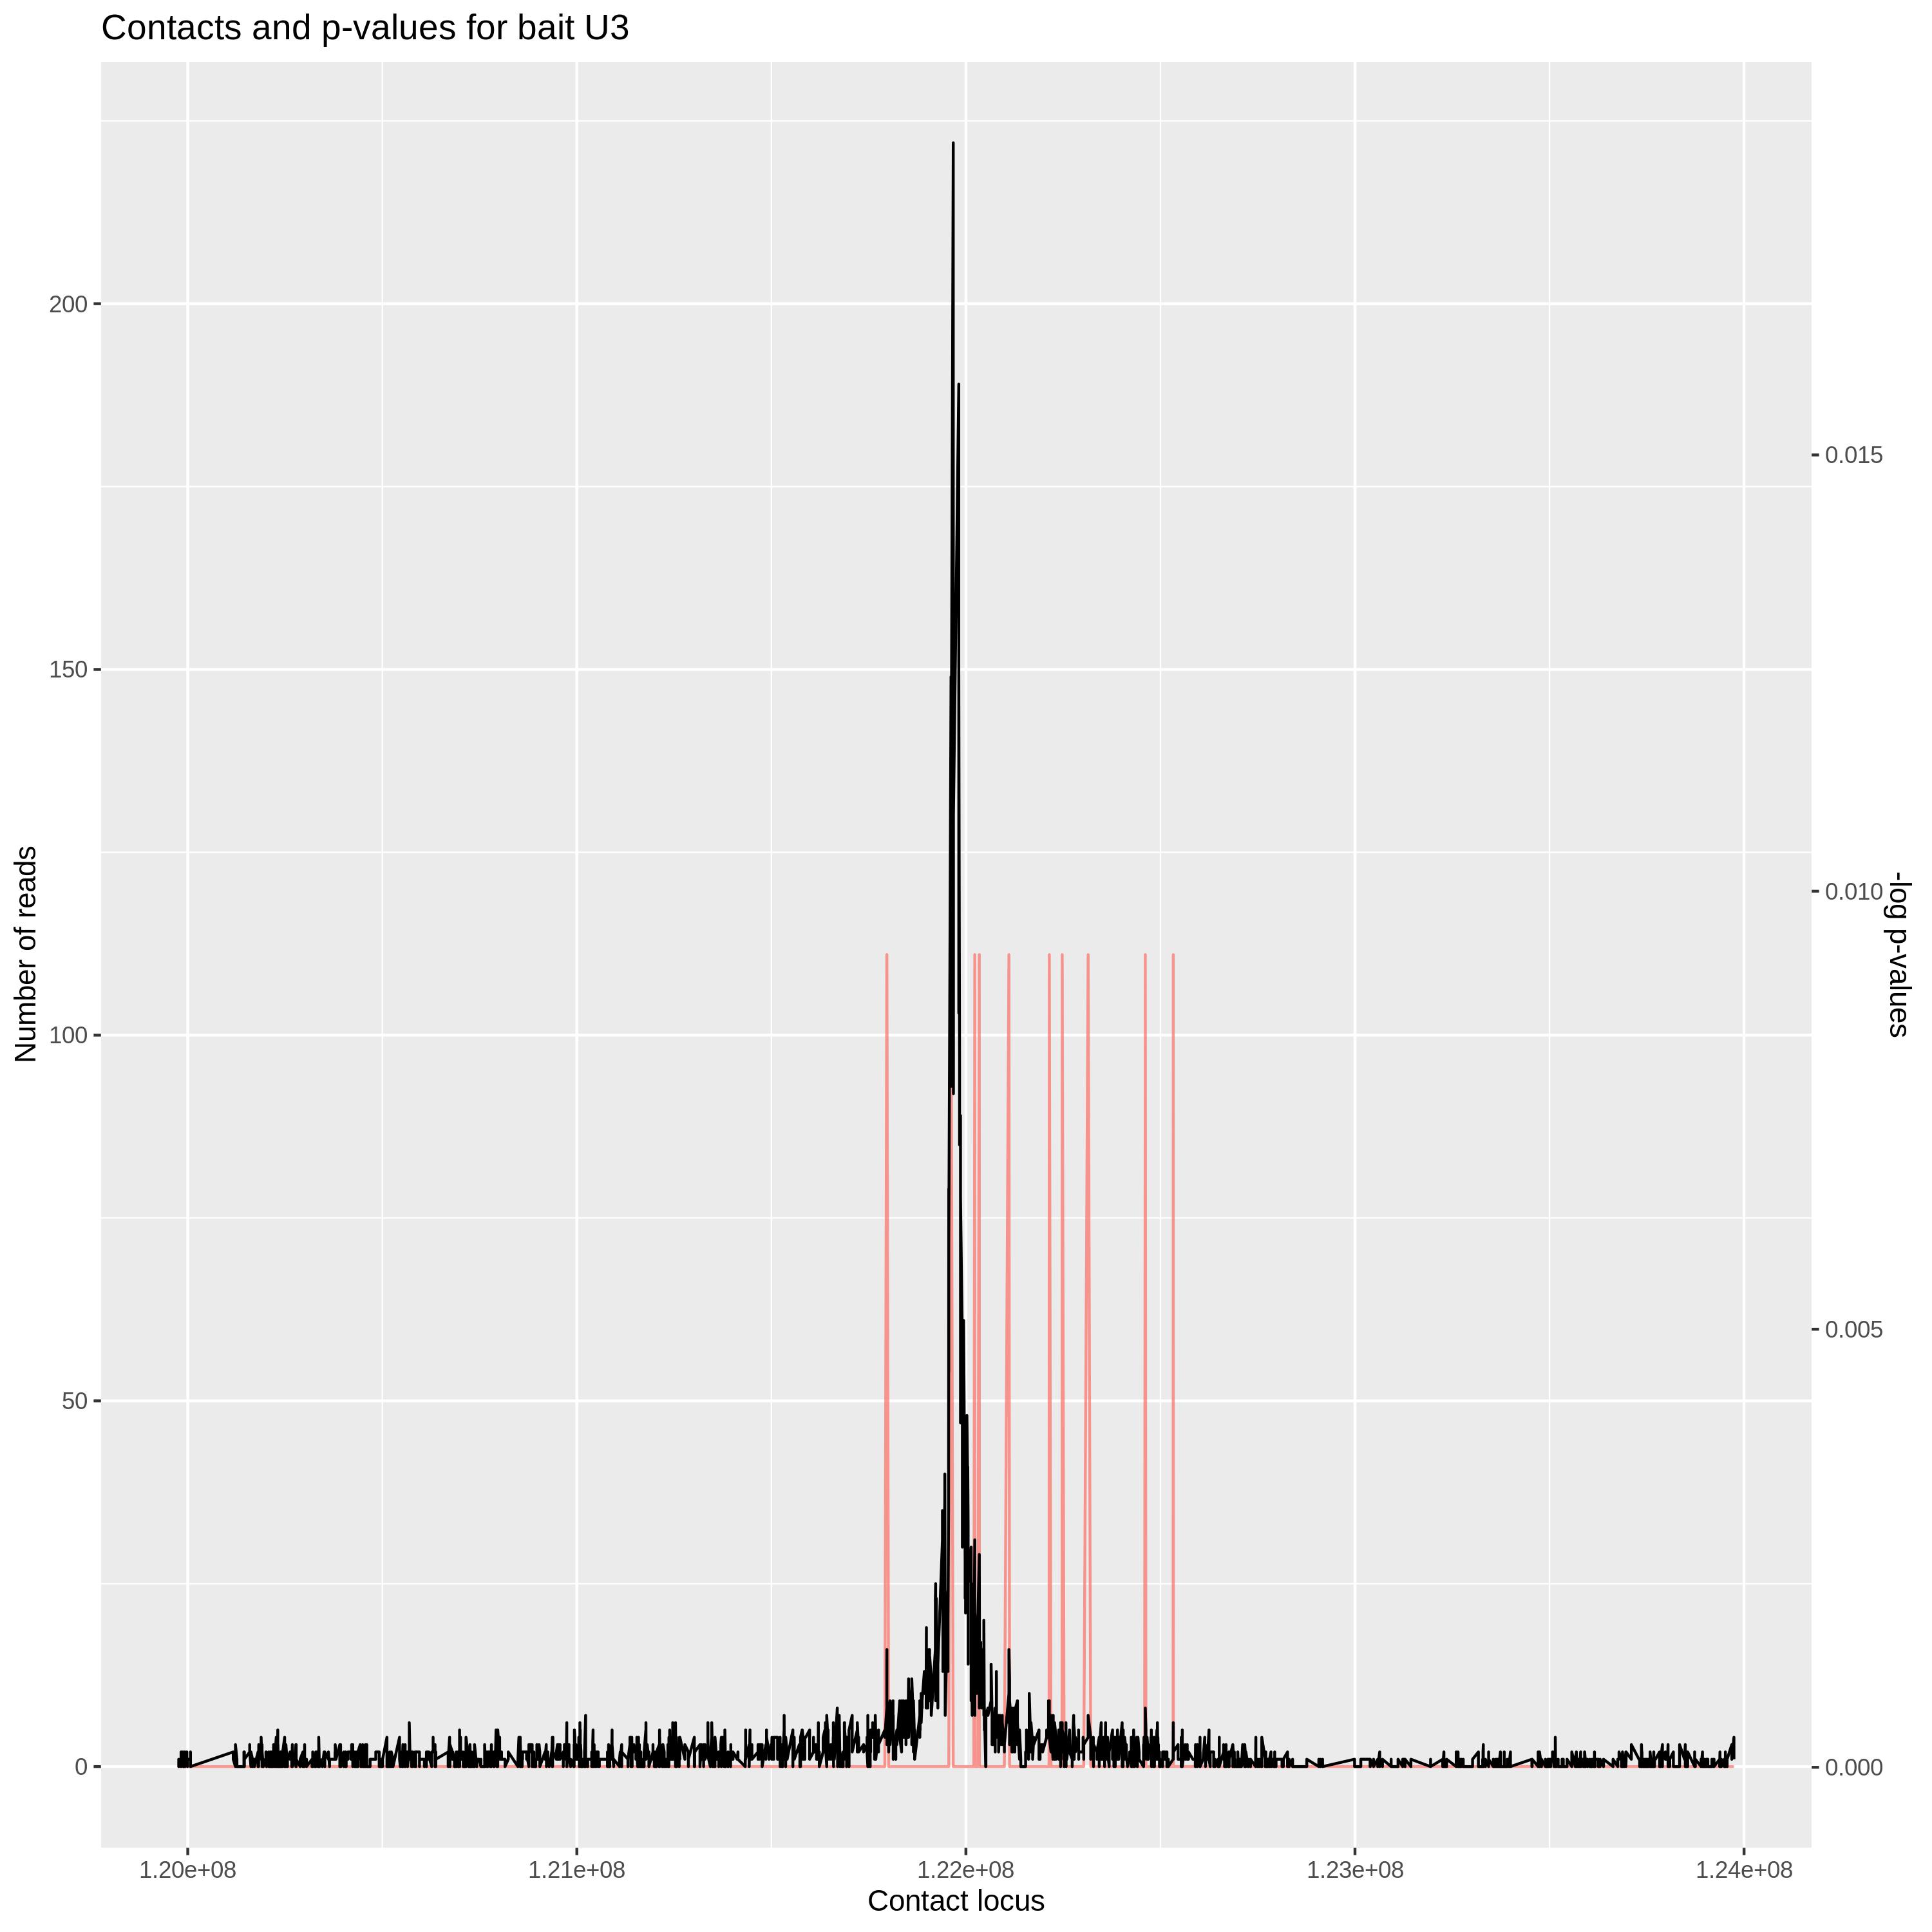 Contacts and p-values for bait U3
200
150
100
50
0
Number of reads
0.015
0.010
0.005
0.000
-log p-values
1.20e+08 1.21e+08 1.22e+08 1.23e+08 1.24e+08
Contact locus